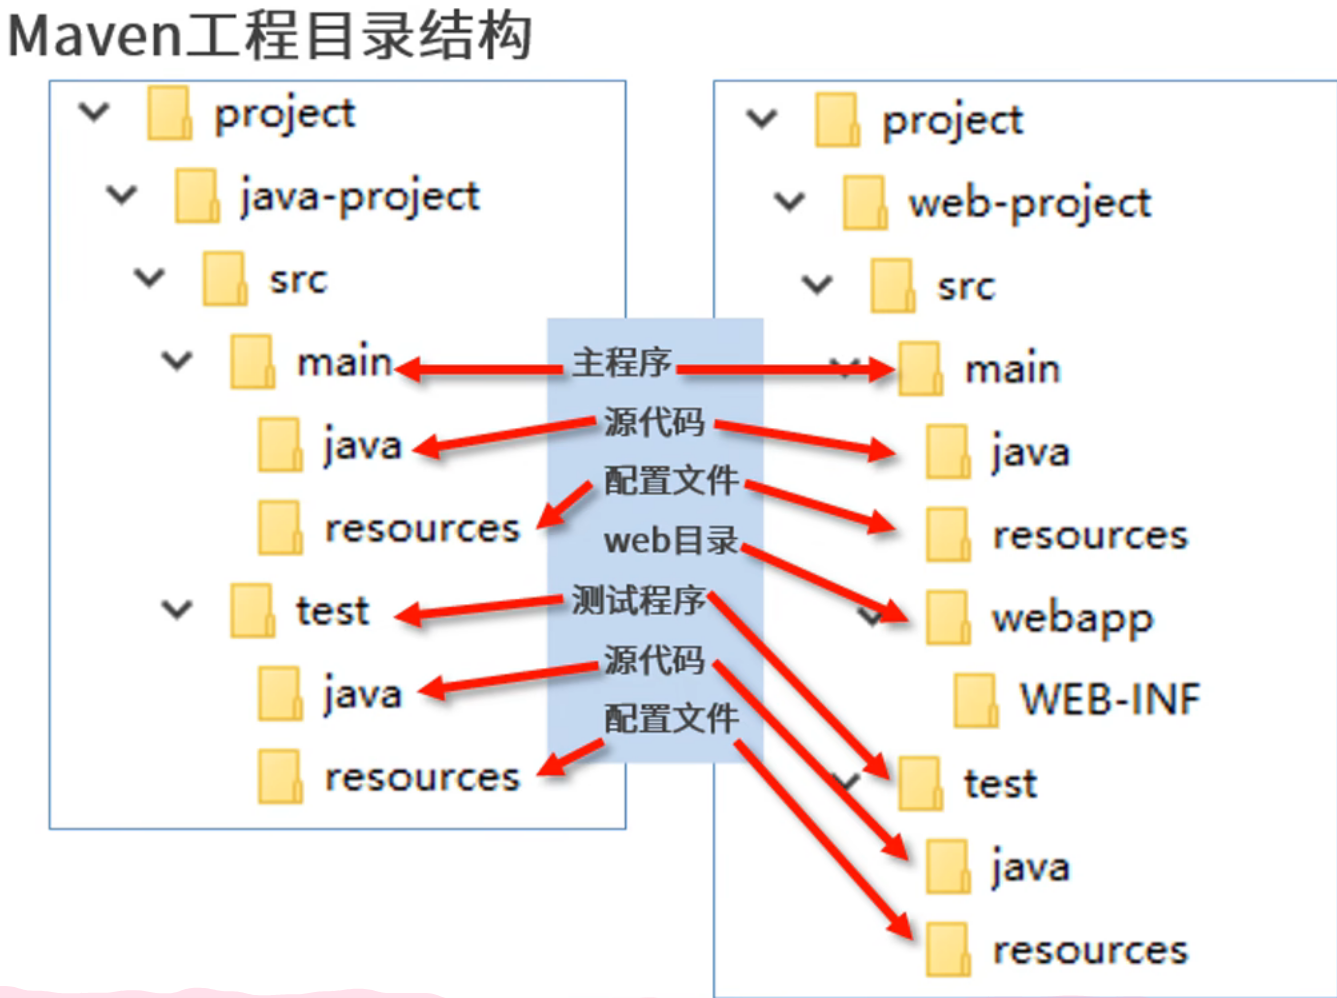 Maven工程目录结构
project
java-project
src
main
java
resources
test
java
resources
主程序
源代码
配置文件
web目录
测试程序
源代码
配置文件
project
web-project
src
main
java
resources
webapp
WEB-INF
test
java
resources